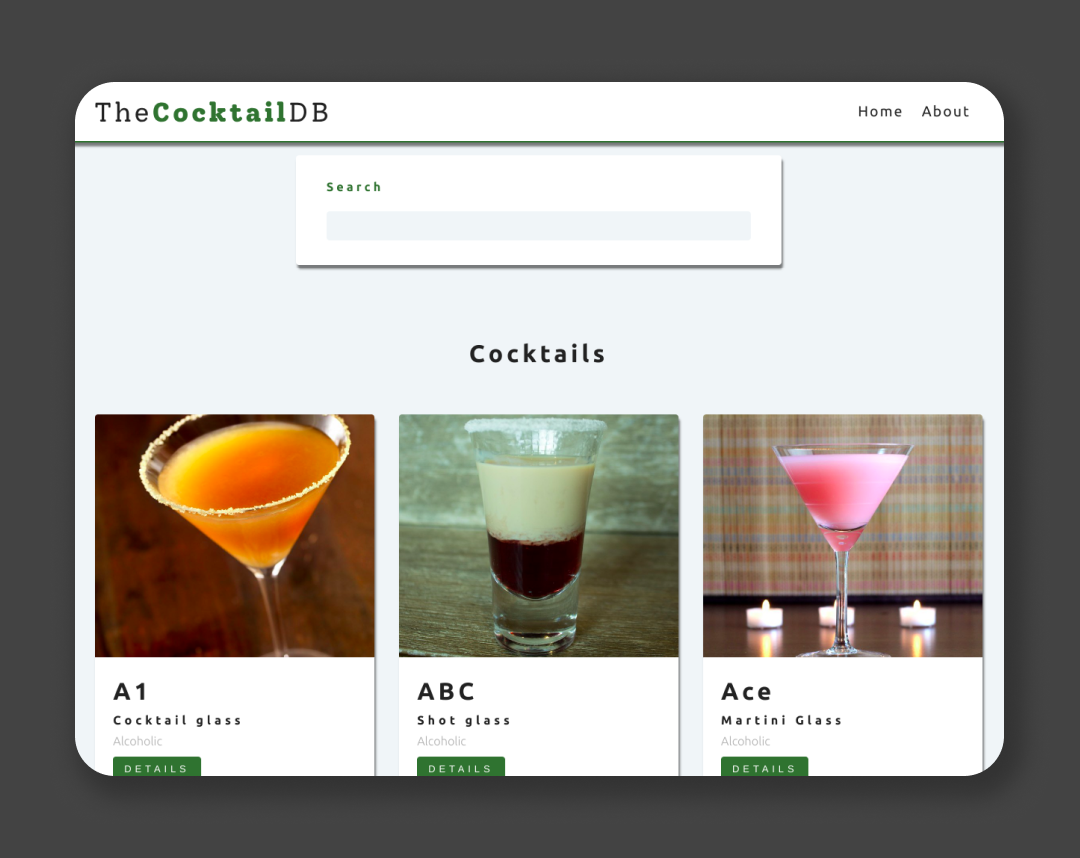 TheCocktailDB
Home About
Search
Cocktails
A1
Cocktail glass
Alcoholic
DETAILS
ABC
Shot glass
Alcoholic
DETAILS
Ace
Martini Glass
Alcoholic
DETAILS